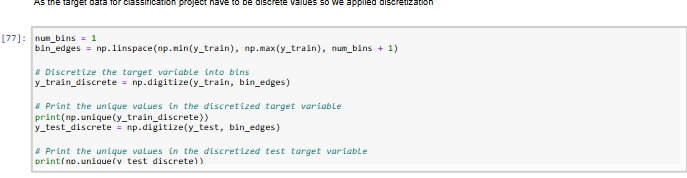 As the target data for classification project have to be discrete values so we applied discretization
[77]: num_bins = 1
bin_edges = np.linspace(np.min(y_train), np.max(y_train), num_bins + 1)
# Discretize the target variable into bins
y_train_discrete = np.digitize(y_train, bin_edges)
# Print the unique values in the discretized target variable
print(np.unique(y_train_discrete))
y_test_discrete = np.digitize(y_test, bin_edges)
# Print the unique values in the discretized test target variable
print(np.unique(y_test_discrete))